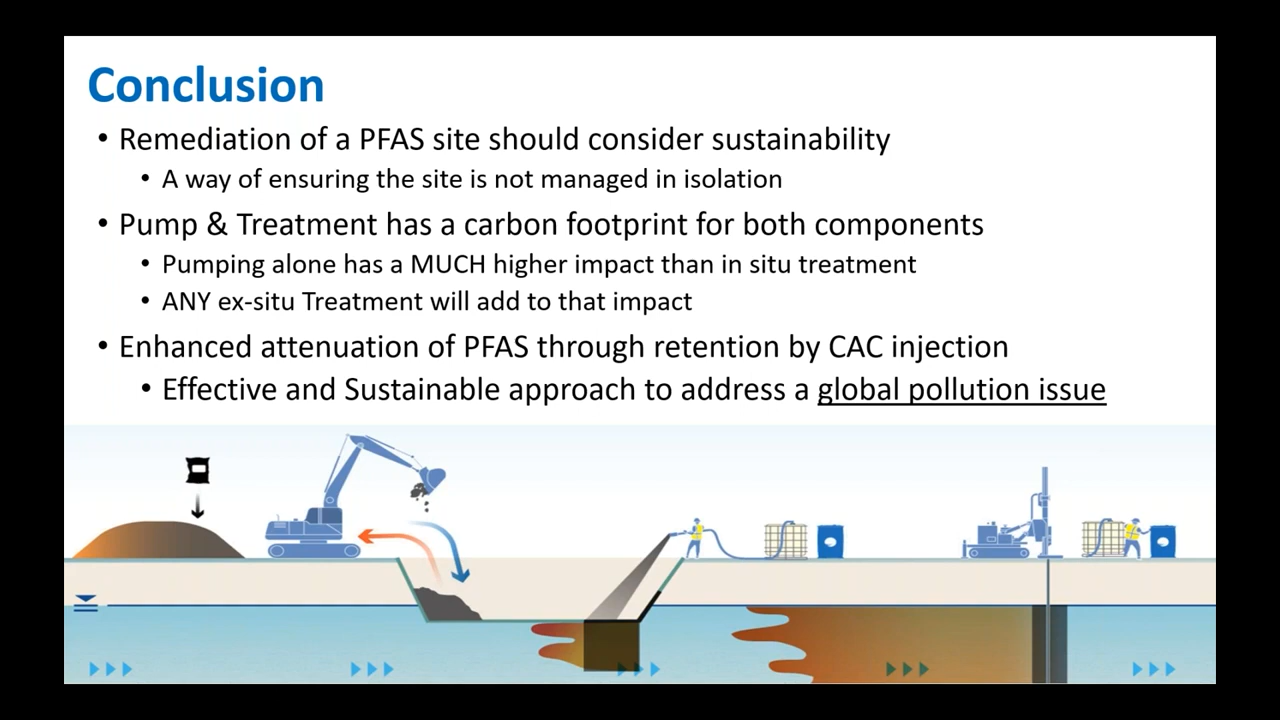 Conclusion
• Remediation of a PFAS site should consider sustainability
• A way of ensuring the site is not managed in isolation
• Pump & Treatment has a carbon footprint for both components
• Pumping alone has a MUCH higher impact than in situ treatment
• ANY ex-situ Treatment will add to that impact
• Enhanced attenuation of PFAS through retention by CAC injection
• Effective and Sustainable approach to address a global pollution issue